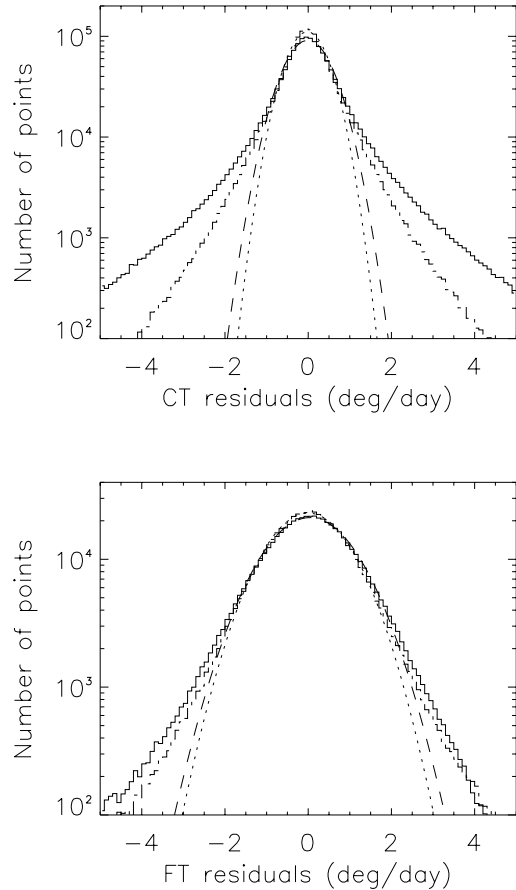 Number of points
10^5
10^4
10^3
10^2
−4 −2 0 2 4
CT residuals (deg/day)
Number of points
10^4
10^3
10^2
−4 −2 0 2 4
FT residuals (deg/day)